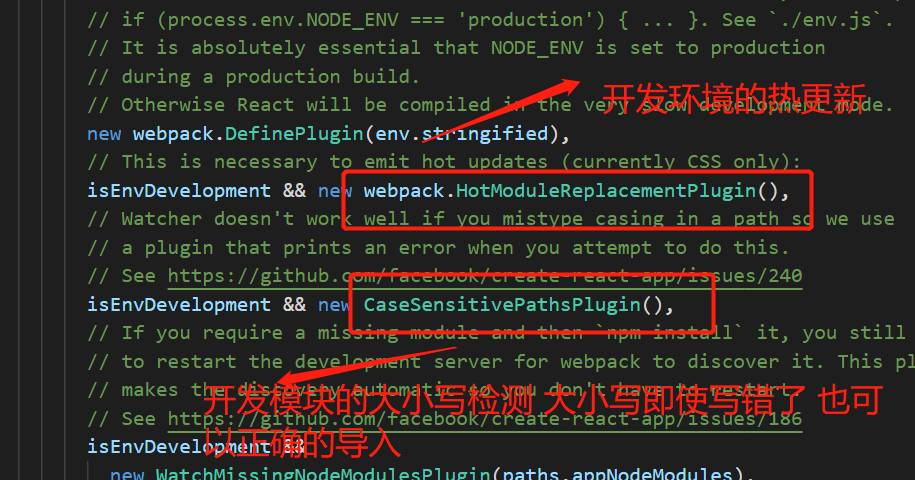 // if (process.env.NODE_ENV === 'production') { ... }. See `./env.js`.
// It is absolutely essential that NODE_ENV is set to production
// during a production build.
// Otherwise React will be compiled in the very slow development mode.
开发环境的热更新
new webpack.DefinePlugin(env.stringified),
// This is necessary to emit hot updates (currently CSS only):
isEnvDevelopment && new webpack.HotModuleReplacementPlugin(),
// Watcher doesn't work well if you mistype casing in a path so we use
// a plugin that prints an error when you attempt to do this.
// See https://github.com/facebook/create-react-app/issues/240
isEnvDevelopment && new CaseSensitivePathsPlugin(),
// If you require a missing module and then `npm install` it, you still
// to restart the development server for webpack to discover it. This pl
// makes the discovery automatic so you don't have to restart.
开发模块的大小写检测 大小写即使写错了 也可
// See https://github.com/facebook/create-react-app/issues/186
以正确的导入
isEnvDevelopment &&
new WatchMissingNodeModulesPlugin(paths.appNodeModules),